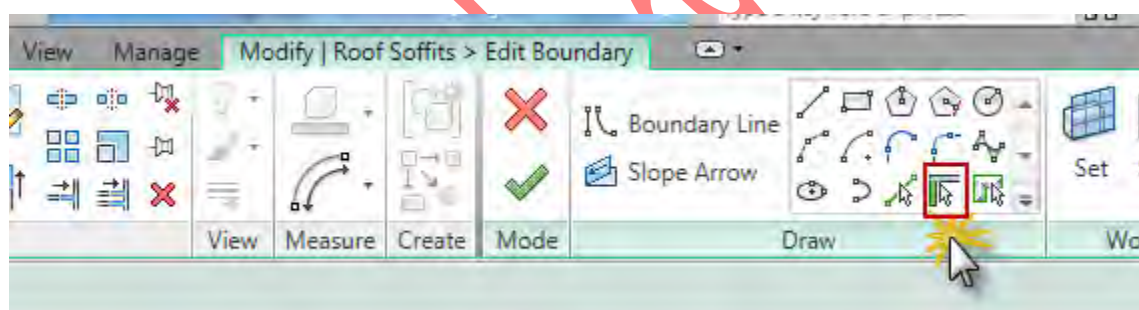 View Manage Modify | Roof Soffits > Edit Boundary
Boundary Line
Slope Arrow
Set
View Measure Create Mode Draw